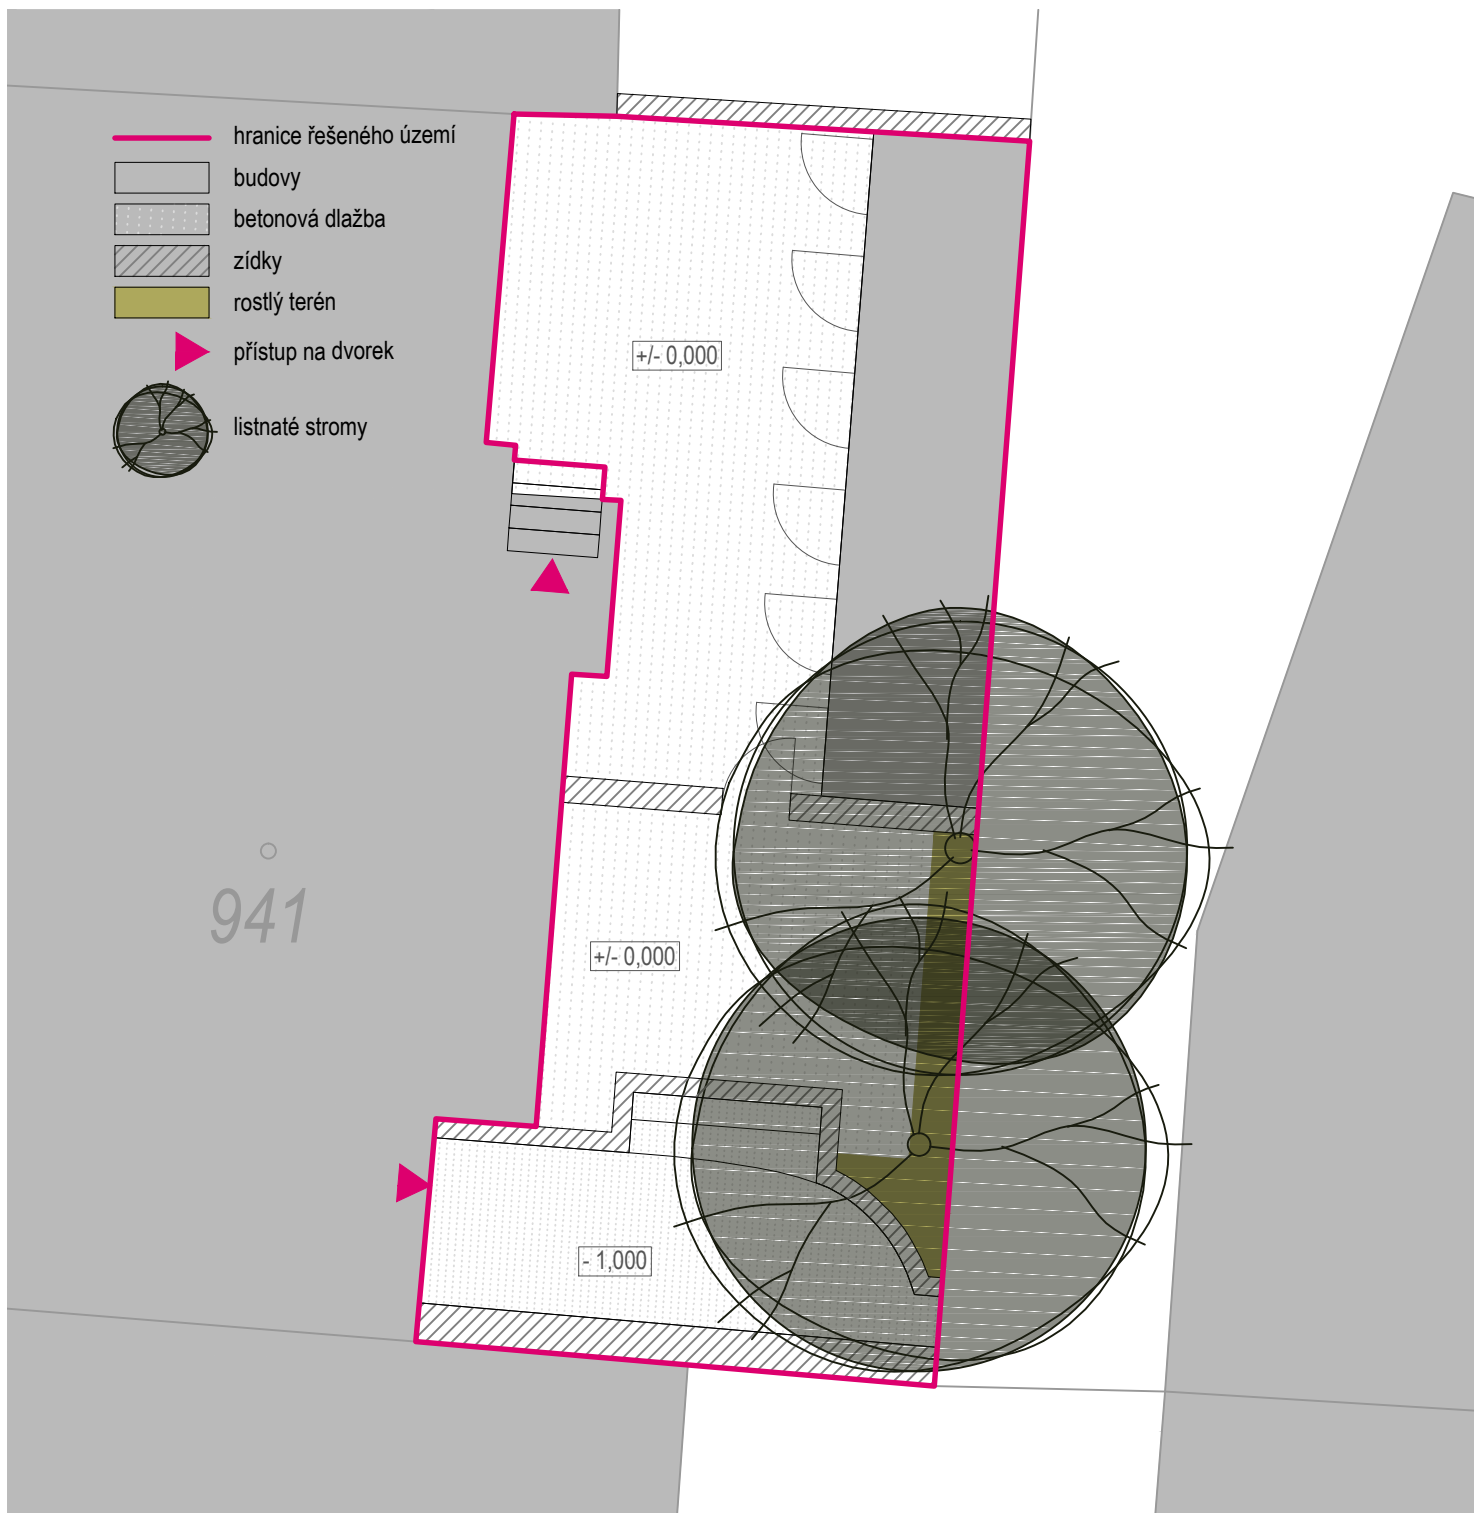 hranice řešeného území
budovy
betonová dlažba
zídky
rostlý terén
přístup na dvorek
listnaté stromy
+/- 0,000
941
+/- 0,000
- 1,000